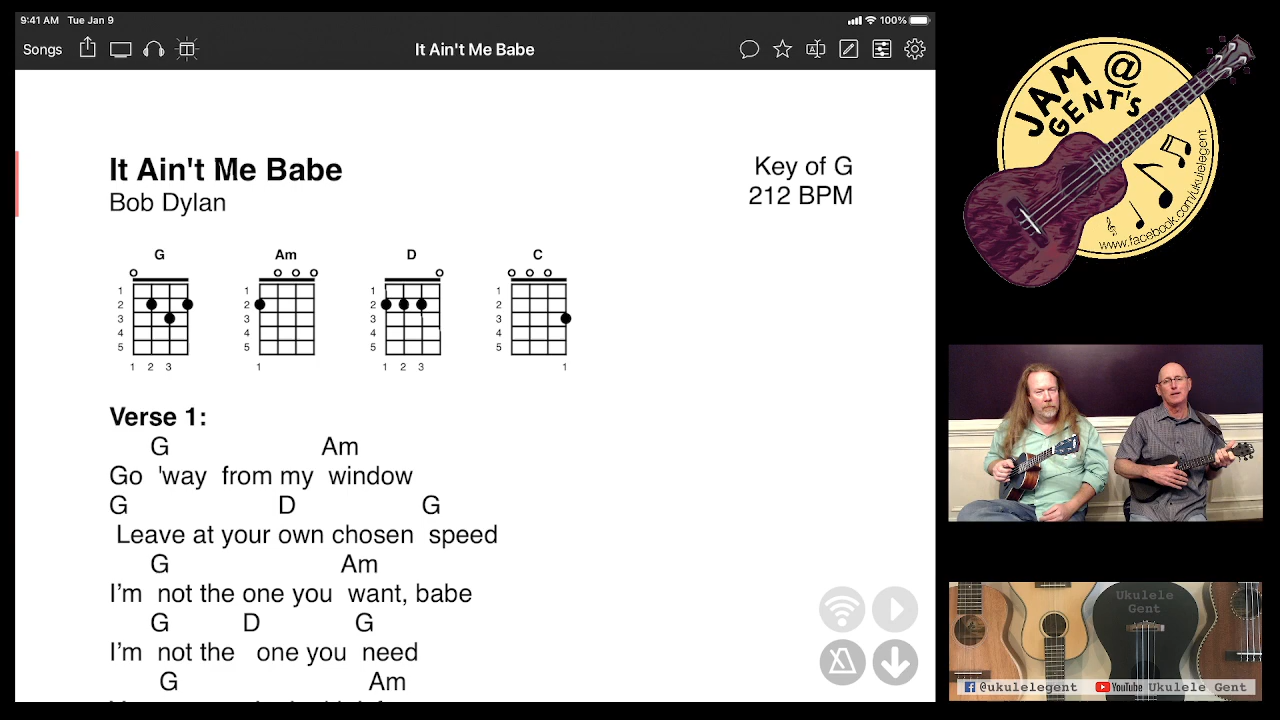 9:41 AM Tue Jan 9
100%
Songs
It Ain't Me Babe
It Ain't Me Babe
Key of G
Bob Dylan
212 BPM
G Am D C
1 1 1 1
2 2 2 2
3 3 3 3
4 4 4 4
5 5 5 5
1 2 3 1 1 2 3 1
Verse 1:
G Am
Go 'way from my window
G D G
Leave at your own chosen speed
G Am
I’m not the one you want, babe
G D G
I’m not the one you need
G Am
JAM @
GENT'S
www.facebook.com/ukulelegent
Ukulele
Gent
@ukulelegent YouTube Ukulele Gent